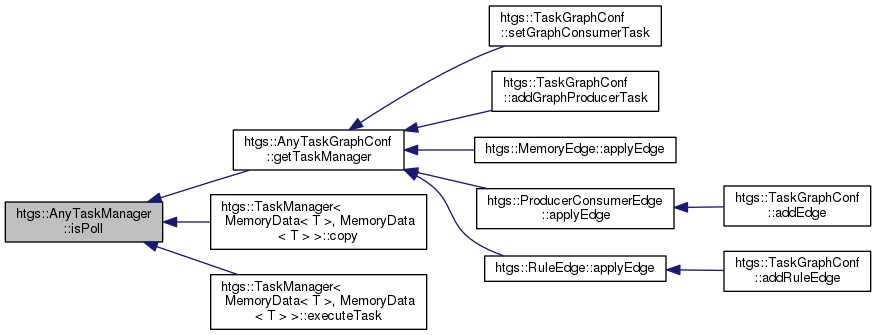 htgs::AnyTaskManager
::isPoll
htgs::AnyTaskGraphConf
::getTaskManager
htgs::TaskManager<
MemoryData< T >, MemoryData
< T > >::copy
htgs::TaskManager<
MemoryData< T >, MemoryData
< T > >::executeTask
htgs::TaskGraphConf
::setGraphConsumerTask
htgs::TaskGraphConf
::addGraphProducerTask
htgs::MemoryEdge::applyEdge
htgs::ProducerConsumerEdge
::applyEdge
htgs::RuleEdge::applyEdge
htgs::TaskGraphConf
::addEdge
htgs::TaskGraphConf
::addRuleEdge